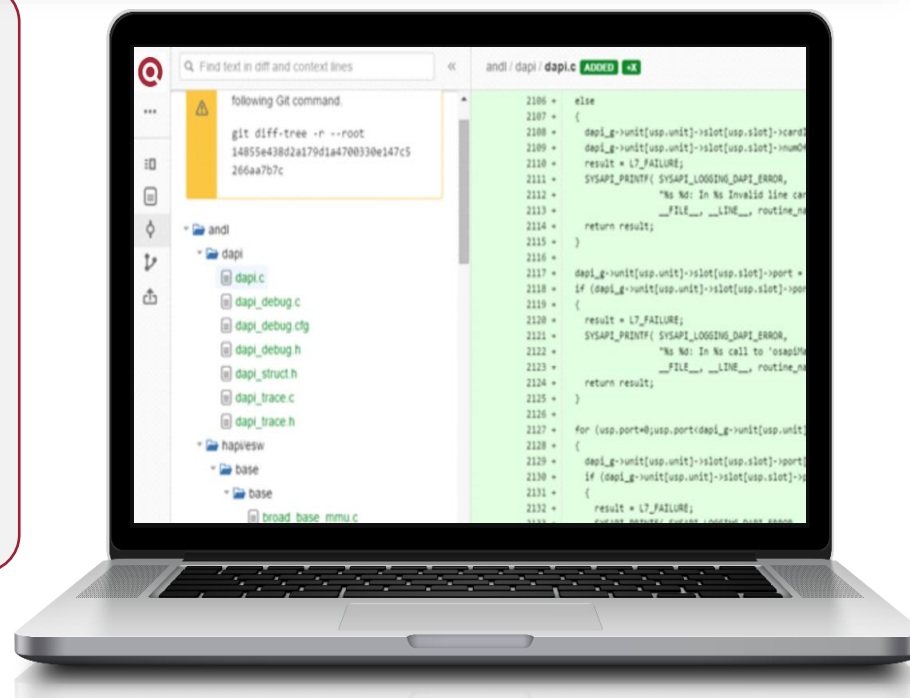 Find text in diff and context lines
«
following Git command.
git diff-tree -r --root
14855e438d2a179d1a4700330e147c5
266aa7b7c
andl
dapi
dapi.c
dapi_debug.c
dapi_debug.cfg
dapi_debug.h
dapi_struct.h
dapi_trace.c
dapi_trace.h
hapi/esw
base
base
broad_base_mmu.c
andl / dapi / dapi.c ADDED +X
2106 + else
2107 + {
2108 + dapi_g->unit[usp.unit]->slot[usp.slot]->cardI
2109 + dapi_g->unit[usp.unit]->slot[usp.slot]->numOf
2110 + result = L7_FAILURE;
2111 + SYSAPI_PRINTF( SYSAPI_LOGGING_DAPI_ERROR,
2112 + "%s %d: In %s Invalid line car
2113 + __FILE__, __LINE__, routine_na
2114 + return result;
2115 + }
2116 +
2117 + dapi_g->unit[usp.unit]->slot[usp.slot]->port =
2118 + if (dapi_g->unit[usp.unit]->slot[usp.slot]->por
2119 + {
2120 + result = L7_FAILURE;
2121 + SYSAPI_PRINTF( SYSAPI_LOGGING_DAPI_ERROR,
2122 + "%s %d: In %s call to 'osapiMa
2123 + __FILE__, __LINE__, routine_na
2124 + return result;
2125 + }
2126 +
2127 + for (usp.port=0;usp.port<dapi_g->unit[usp.unit]
2128 + {
2129 + dapi_g->unit[usp.unit]->slot[usp.slot]->port[
2130 + if (dapi_g->unit[usp.unit]->slot[usp.slot]->p
2131 + {
2132 + result = L7_FAILURE;